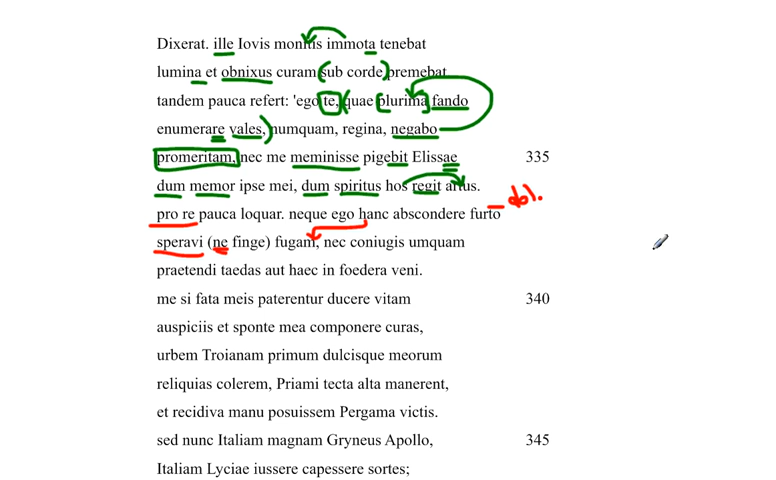 Dixerat. ille Iovis monitis immota tenebat
lumina et obnixus curam (sub corde) premebat
tandem pauca refert: 'ego te, (quae [plurima] fando
enumerare vales,) numquam, regina, negabo
promeritam, nec me meminisse pigebit Elissae 335
dum memor ipse mei, dum spiritus hos regit artus.
pro re pauca loquar. neque ego hanc abscondere furto abl.
speravi (ne finge) fugam, nec coniugis umquam
praetendi taedas aut haec in foedera veni.
me si fata meis paterentur ducere vitam 340
auspiciis et sponte mea componere curas,
urbem Troianam primum dulcisque meorum
reliquias colerem, Priami tecta alta manerent,
et recidiva manu posuissem Pergama victis.
sed nunc Italiam magnam Gryneus Apollo, 345
Italiam Lyciae iussere capessere sortes;